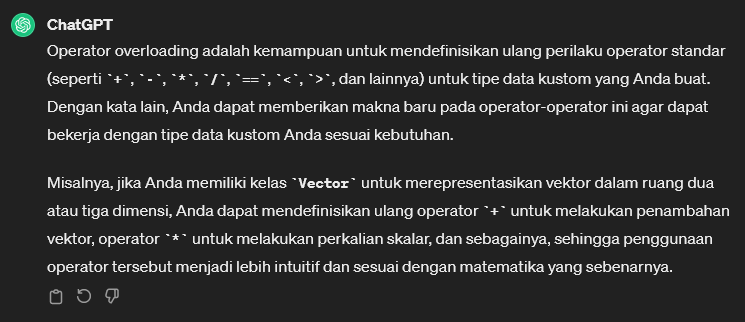 ChatGPT
Operator overloading adalah kemampuan untuk mendefinisikan ulang perilaku operator standar
(seperti `+`, `-`, `*`, `/`, `==`, `<`, `>`, dan lainnya) untuk tipe data kustom yang Anda buat.
Dengan kata lain, Anda dapat memberikan makna baru pada operator-operator ini agar dapat
bekerja dengan tipe data kustom Anda sesuai kebutuhan.
Misalnya, jika Anda memiliki kelas `Vector` untuk merepresentasikan vektor dalam ruang dua
atau tiga dimensi, Anda dapat mendefinisikan ulang operator `+` untuk melakukan penambahan
vektor, operator `*` untuk melakukan perkalian skalar, dan sebagainya, sehingga penggunaan
operator tersebut menjadi lebih intuitif dan sesuai dengan matematika yang sebenarnya.